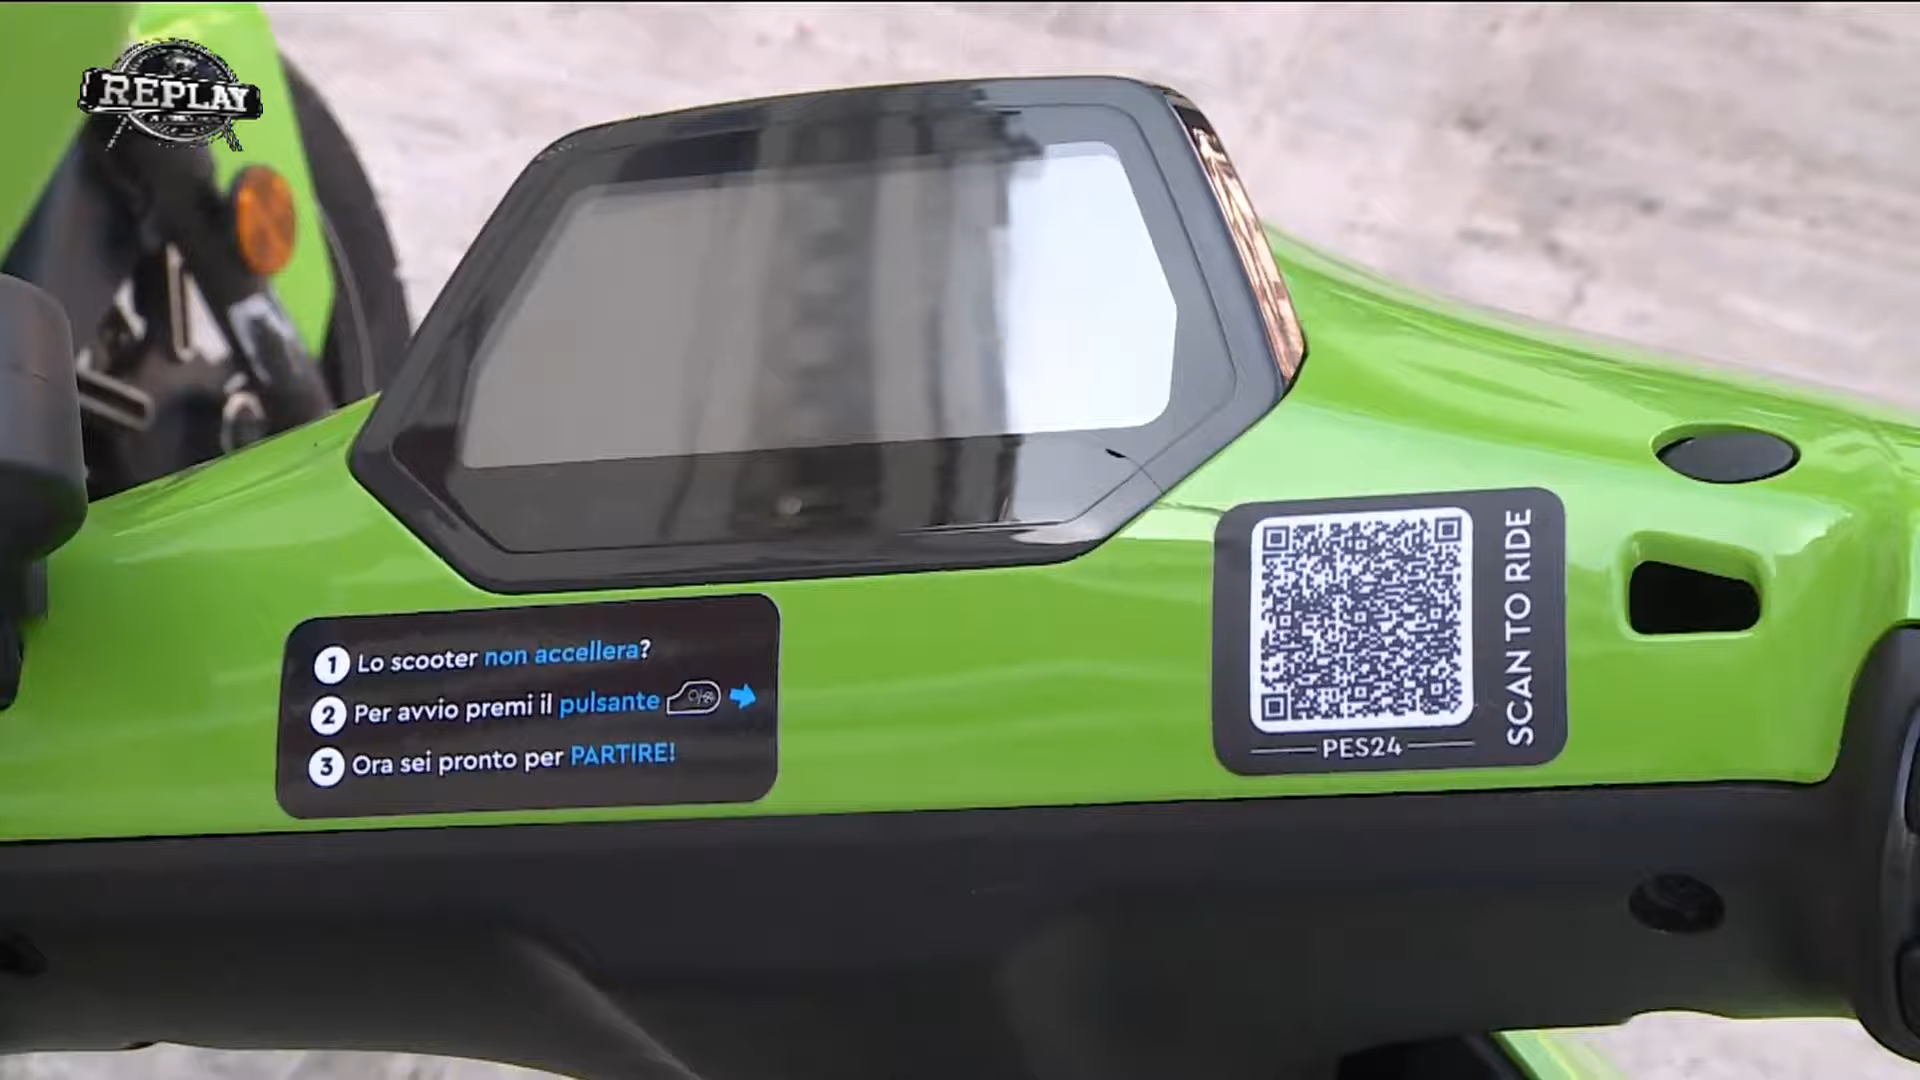 REPLAY
1 Lo scooter non accellera?
2 Per avvio premi il pulsante
3 Ora sei pronto per PARTIRE!
SCAN TO RIDE
PES24